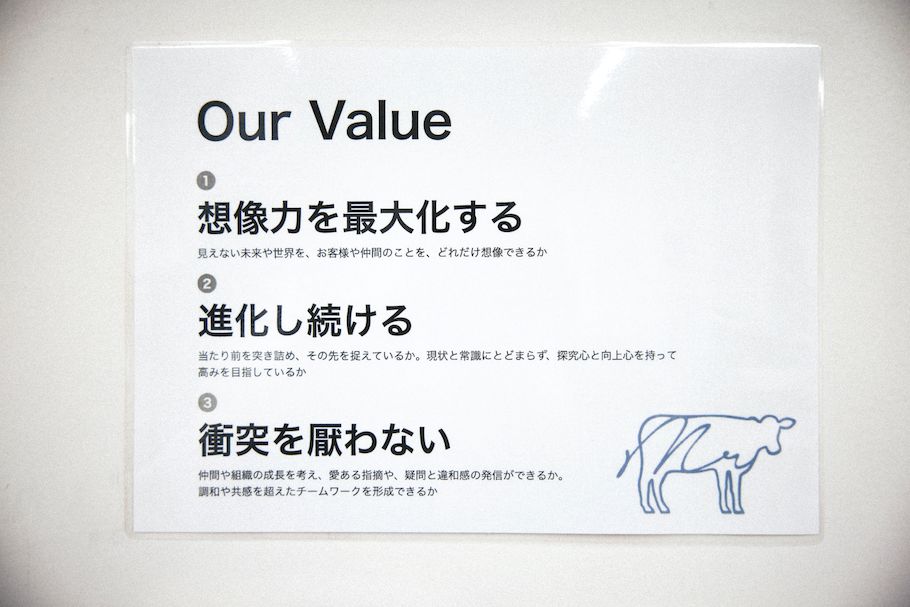 Our Value
1
想像力を最大化する
見えない未来や世界を、お客様や仲間のことを、どれだけ想像できるか
2
進化し続ける
当たり前を突き詰め、その先を捉えているか。現状と常識にとどまらず、探究心と向上心を持って
高みを目指しているか
3
衝突を厭わない
仲間や組織の成長を考え、愛ある指摘や、疑問と違和感の発信ができるか。
調和や共感を超えたチームワークを形成できるか